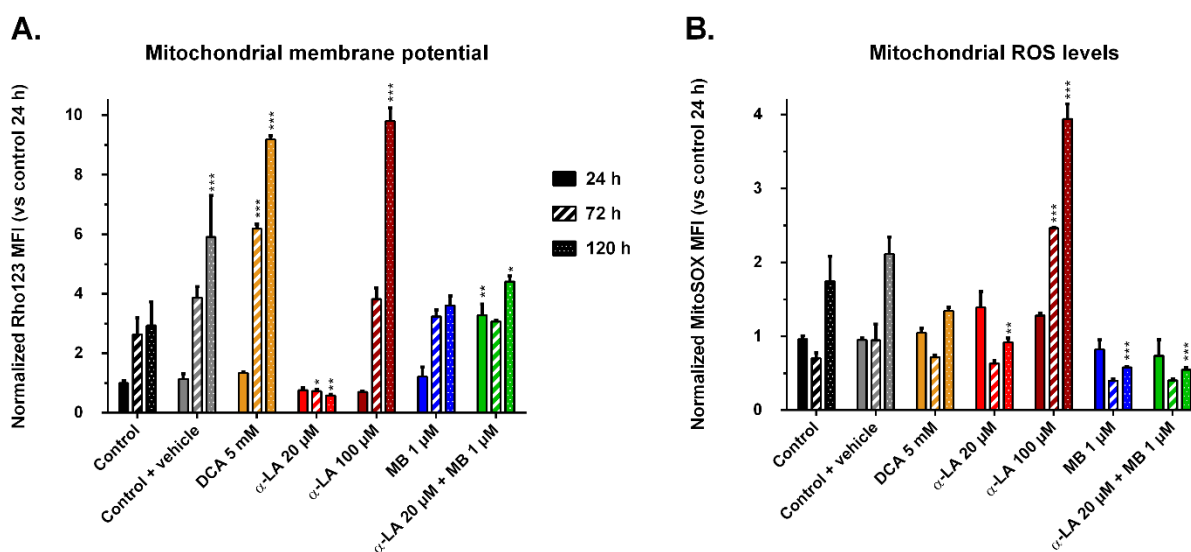 A.
Mitochondrial membrane potential
Normalized Rho123 MFI (vs control 24 h)
10
8
6
4
2
0
***
***
***
*
**
***
**
*
Control
Control + vehicle
DCA 5 mM
α-LA 20 µM
α-LA 100 µM
MB 1 µM
α-LA 20 µM + MB 1 µM
24 h
72 h
120 h
B.
Mitochondrial ROS levels
Normalized MitoSOX MFI (vs control 24 h)
4
3
2
1
0
**
***
***
***
***
Control
Control + vehicle
DCA 5 mM
α-LA 20 µM
α-LA 100 µM
MB 1 µM
α-LA 20 µM + MB 1 µM